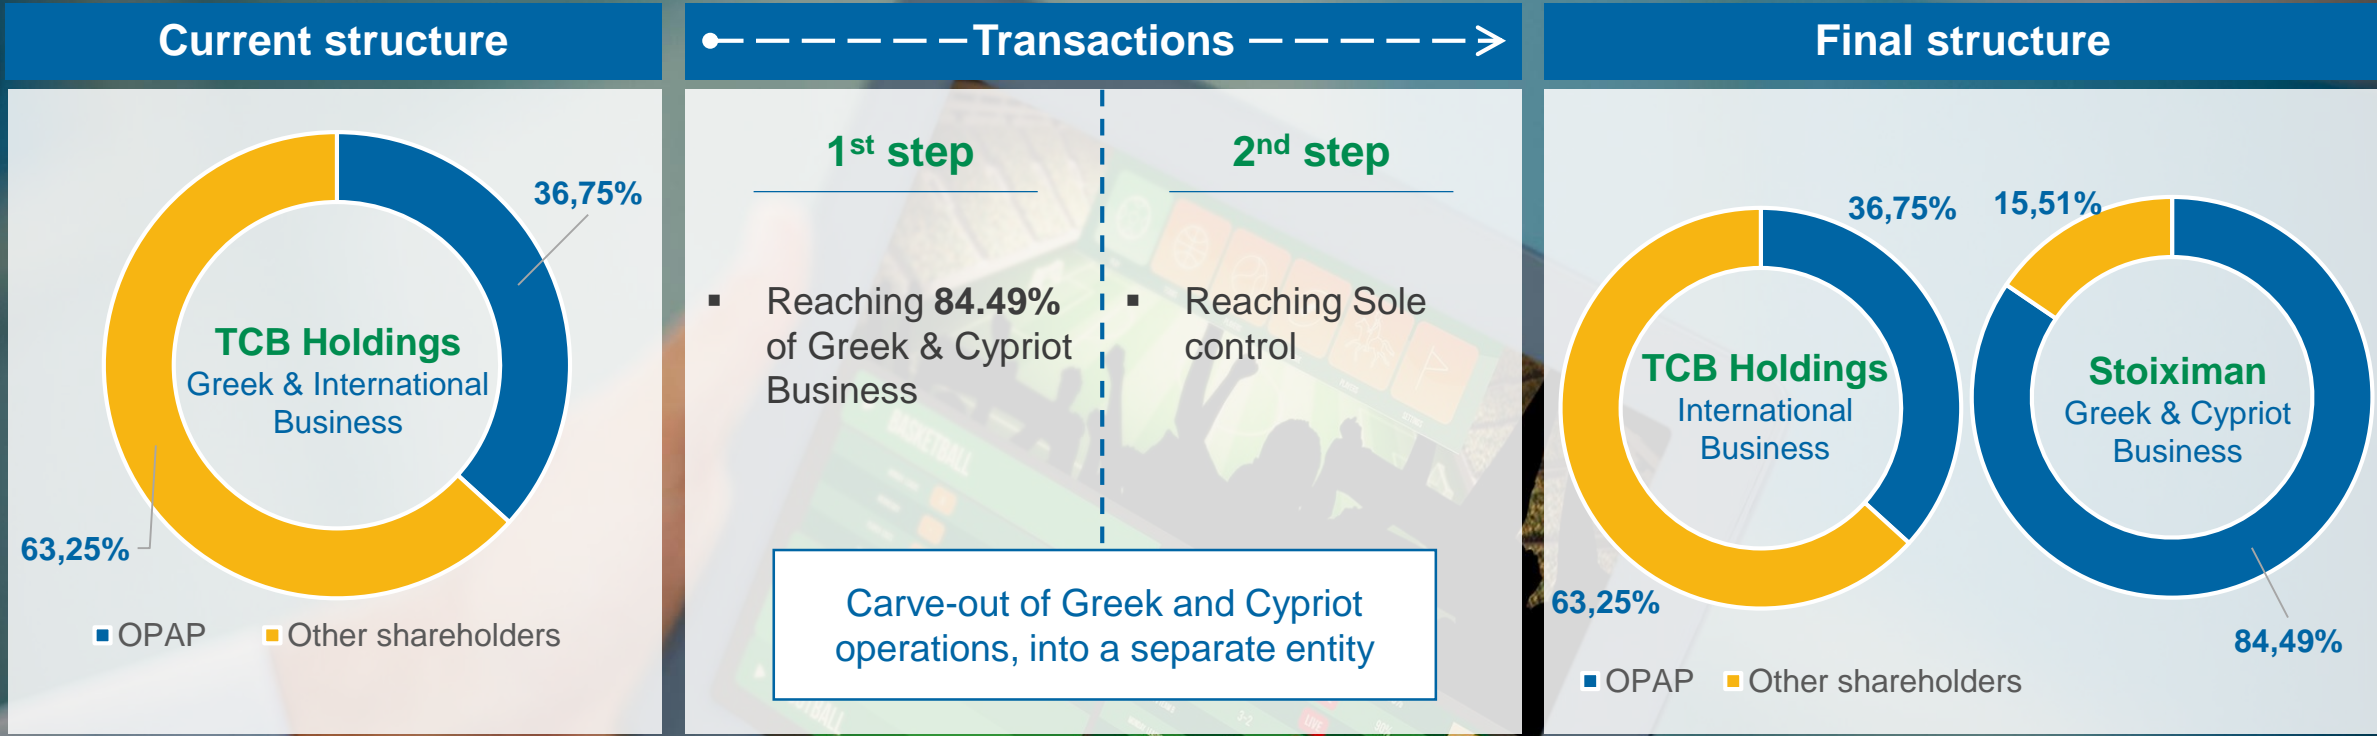 Current structure
Transactions
Final structure
36,75%
TCB Holdings
Greek & International
Business
63,25%
OPAP
Other shareholders
1st step
▪ Reaching 84.49%
of Greek & Cypriot
Business
2nd step
▪ Reaching Sole
control
Carve-out of Greek and Cypriot
operations, into a separate entity
36,75%
TCB Holdings
International
Business
63,25%
15,51%
Stoiximan
Greek & Cypriot
Business
84,49%
OPAP
Other shareholders
BASKETBALL
LIVE